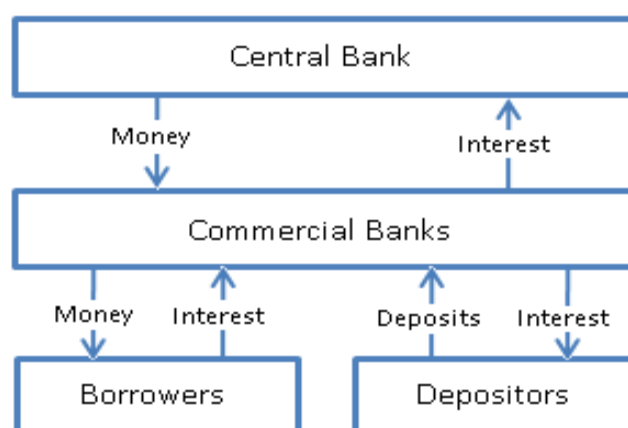 Central Bank
Money
Interest
Commercial Banks
Money
Interest
Deposits
Interest
Borrowers
Depositors